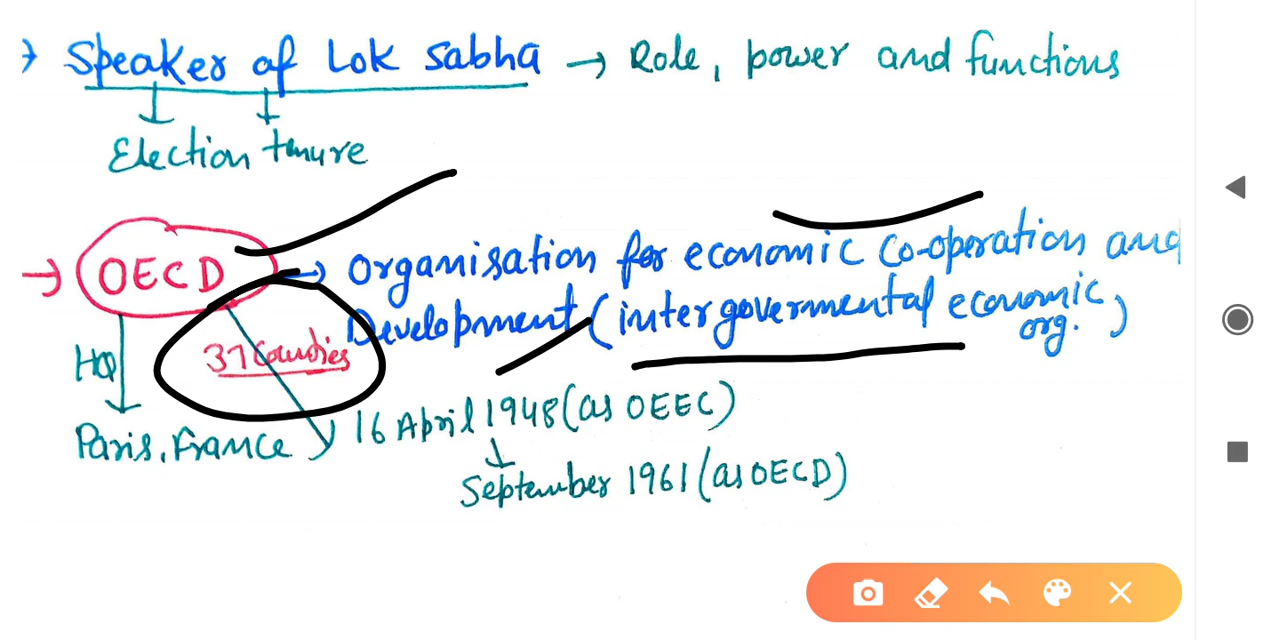 Speaker of Lok Sabha → Role, power and functions
Election tenure
→ OECD → Organisation for economic Co-operation and
Development (intergovernmental economic org.)
37 Countries
HQ
Paris, France
16 April 1948 (as OEEC)
September 1961 (as OECD)